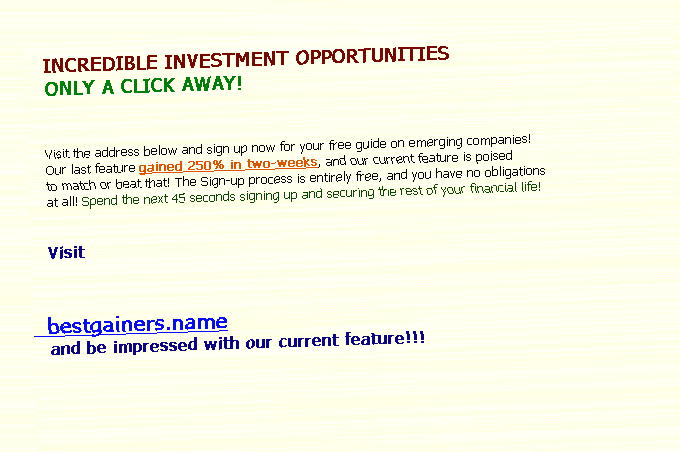 INCREDIBLE INVESTMENT OPPORTUNITIES
ONLY A CLICK AWAY!
Visit the address below and sign up now for your free guide on emerging companies!
Our last feature gained 250% in two-weeks, and our current feature is poised
to match or beat that! The Sign-up process is entirely free, and you have no obligations
at all! Spend the next 45 seconds signing up and securing the rest of your financial life!
Visit
bestgainers.name
and be impressed with our current feature!!!